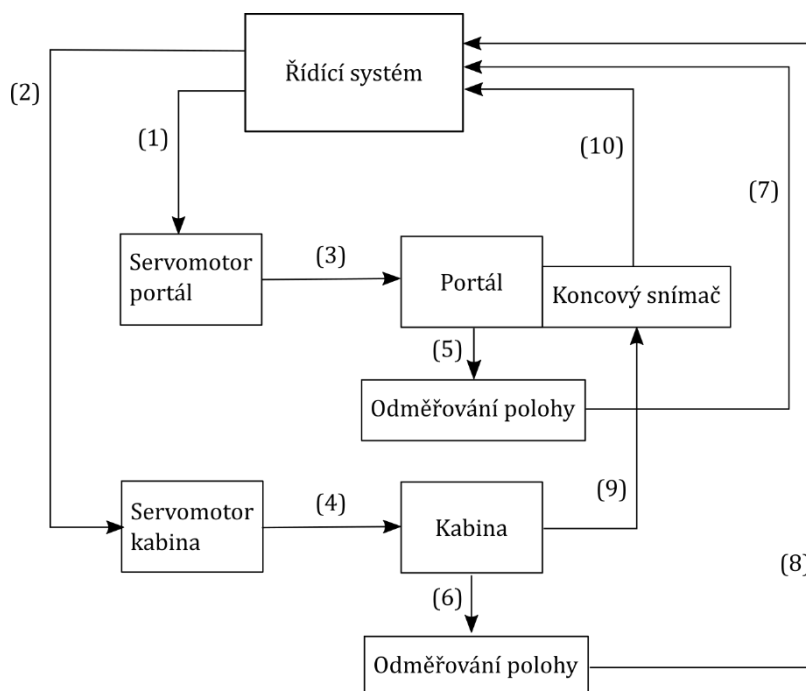 Řídící systém
(2)
(1)
(10)
(7)
Servomotor
portál
(3)
Portál
Koncový snímač
(5)
Odměřování polohy
Servomotor
kabina
(4)
Kabina
(9)
(8)
(6)
Odměřování polohy